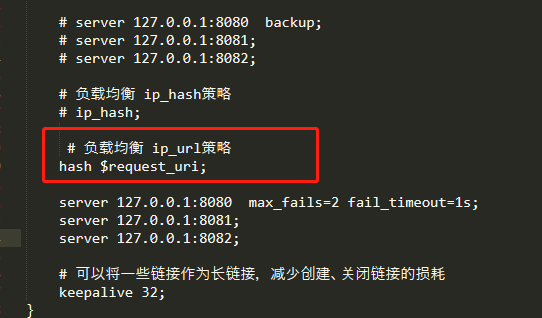 # server 127.0.0.1:8080  backup;
# server 127.0.0.1:8081;
# server 127.0.0.1:8082;
# 负载均衡 ip_hash策略
# ip_hash;
# 负载均衡 ip_url策略
hash $request_uri;
server 127.0.0.1:8080  max_fails=2 fail_timeout=1s;
server 127.0.0.1:8081;
server 127.0.0.1:8082;
# 可以将一些链接作为长链接, 减少创建、关闭链接的损耗
keepalive 32;
}